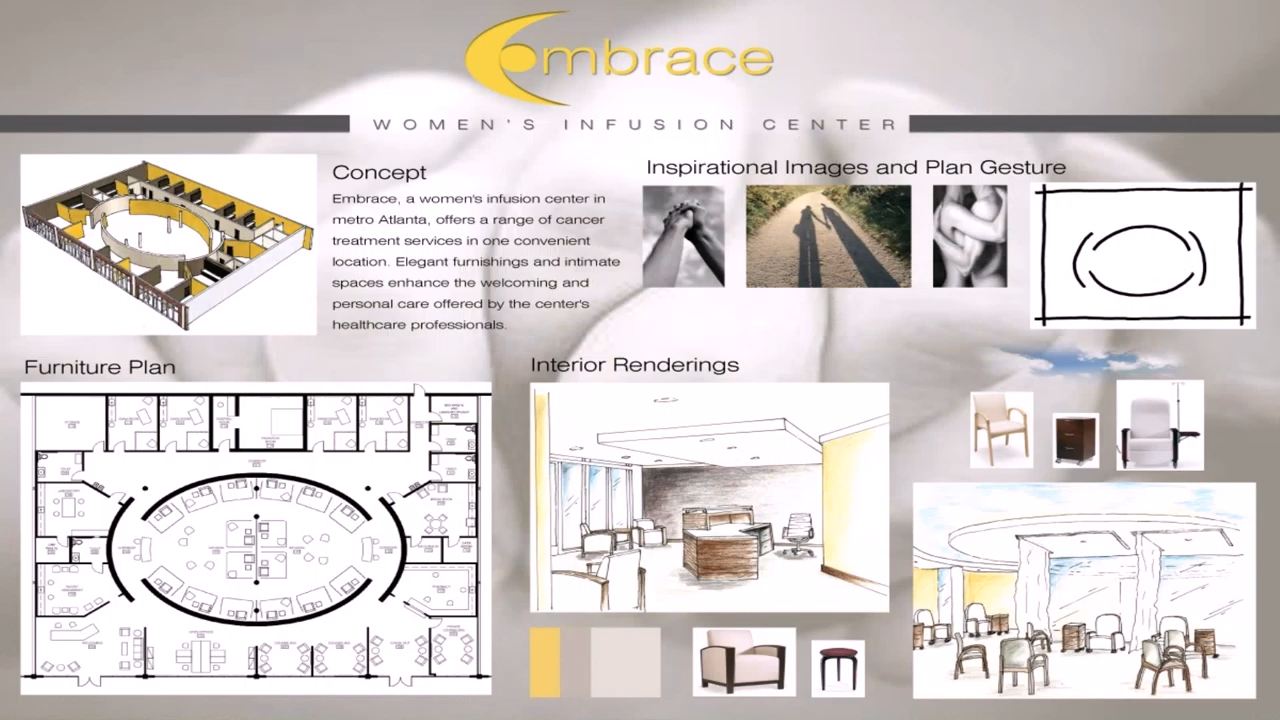 Embrace
WOMEN'S INFUSION CENTER
Concept
Embrace, a women's infusion center in
metro Atlanta, offers a range of cancer
treatment services in one convenient
location. Elegant furnishings and intimate
spaces enhance the welcoming and
personal care offered by the center's
healthcare professionals.
Inspirational Images and Plan Gesture
Furniture Plan
Interior Renderings